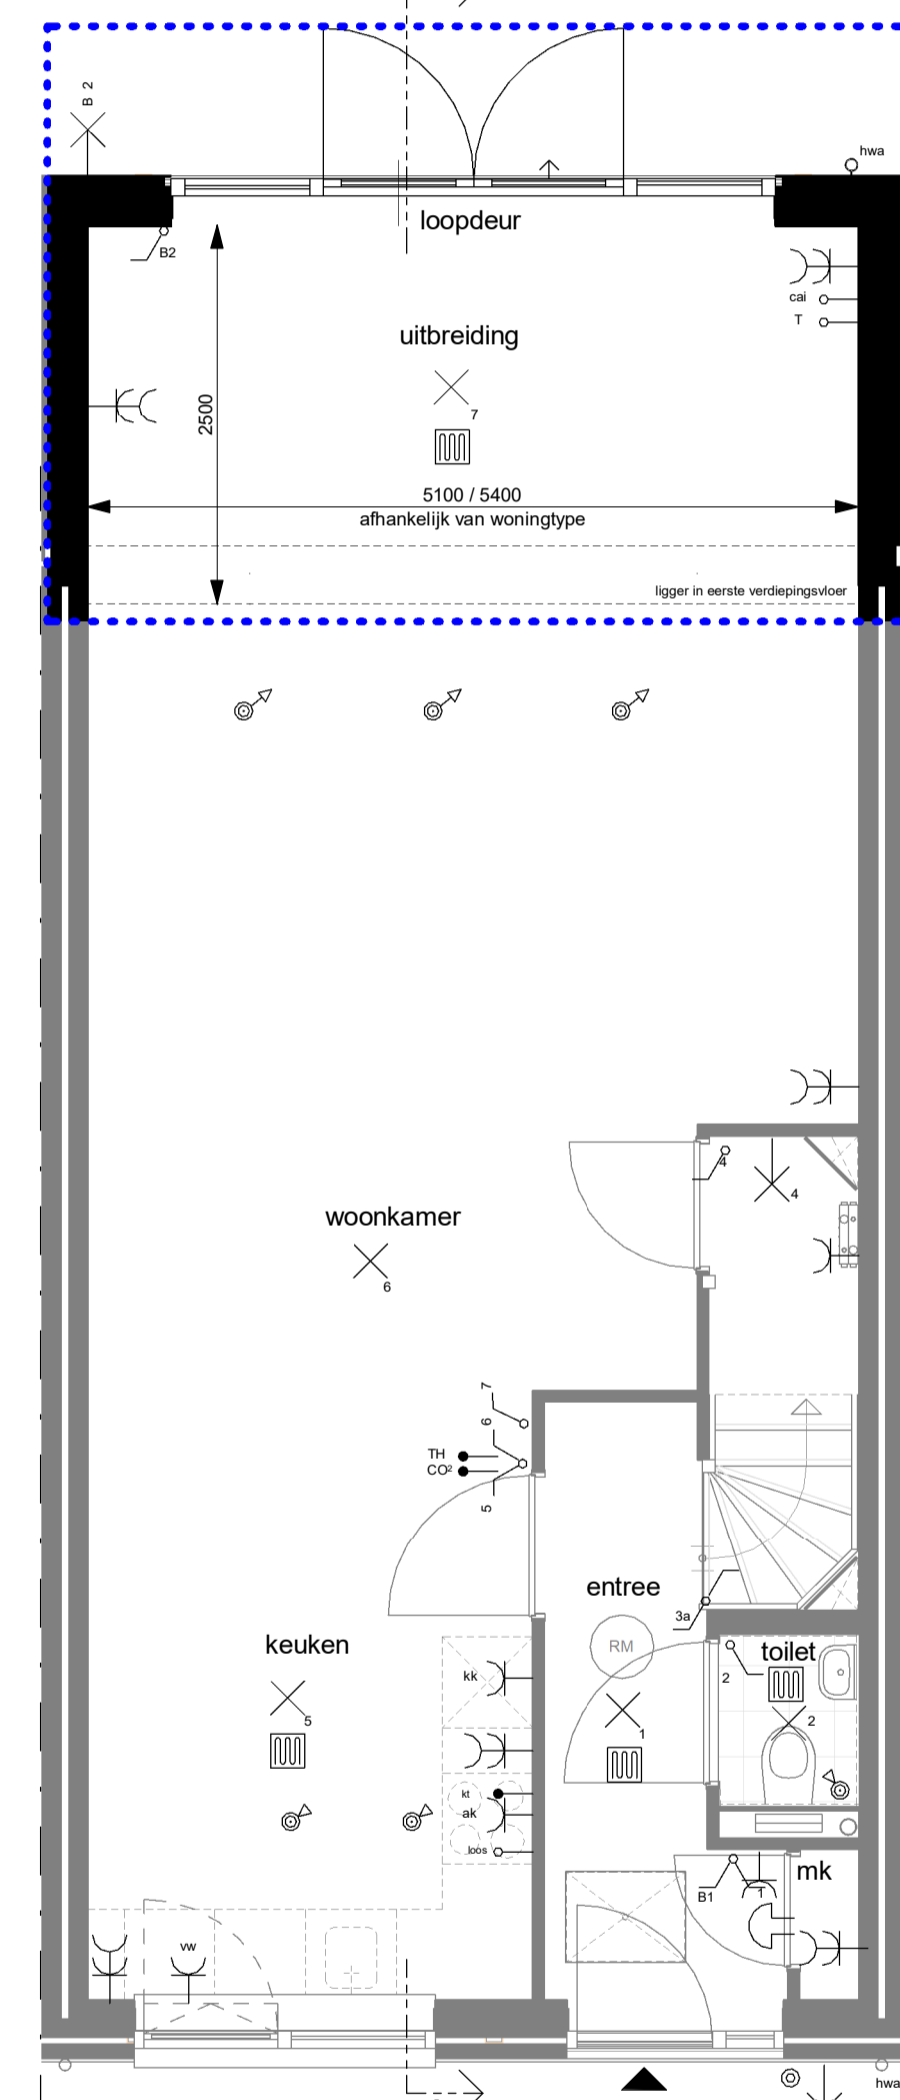 B 2
hwa
loopdeur
B2
cai
T
uitbreiding
7
2500
5100 / 5400
afhankelijk van woningtype
ligger in eerste verdiepingsvloer
4
4
woonkamer
6
7
6
TH
CO²
5
entree
3a
RM
keuken
toilet
kk
2
5
2
1
kt
ak
loos
mk
B1
1
vw
hwa